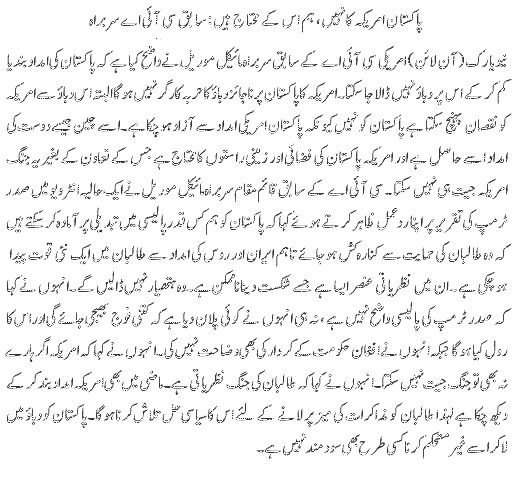 پاکستان امریکہ کا نہیں، ہم اس کے محتاج ہیں: سابق سی آئی اے سربراہ
نیویارک (آن لائن) امریکی سی آئی اے کے سابق سربراہ مائیکل موریل نے واضح کیا ہے کہ پاکستان کی امداد بند یا
کم کر کے اس پر دباؤ نہیں ڈالا جا سکتا۔ امریکہ کا پاکستان پر ناجائز دباؤ کا حربہ کارگر نہیں ہو گا البتہ اس دباؤ سے امریکہ
کو نقصان پہنچ سکتا ہے پاکستان کو نہیں کیونکہ پاکستان امریکی امداد سے آزاد ہو چکا ہے۔ اسے چین جیسے دوست کی
امداد اسے حاصل ہے اور امریکہ پاکستان کی فضائی اور زمینی راستوں کا محتاج ہے جس کے تعاون کے بغیر یہ جنگ
امریکہ جیت ہی نہیں سکتا۔ سی آئی اے کے سابق قائم مقام سربراہ مائیکل موریل نے ایک حالیہ انٹرویو میں صدر
ٹرمپ کی تقریر پر اپنا رد عمل ظاہر کرتے ہوئے کہا کہ پاکستان کو ہم کس قدر پالیسی میں تبدیلی پر آمادہ کر سکتے ہیں
کہ وہ طالبان کی حمایت سے کنارہ کش ہو جائے تاہم ایران اور روس کی امداد سے طالبان میں ایک نئی قوت پیدا
ہو چکی ہے۔ ان میں نظریاتی عنصر ایسا ہے جسے شکست دینا ناممکن ہے۔ وہ ہتھیار نہیں ڈالیں گے۔ انہوں نے کہا
کہ صدر ٹرمپ کی پالیسی واضح نہیں ہے، نہ ہی انہوں نے کوئی پلان دیا ہے کہ کتنی فوج بھیجی جائے گی اور اس کا
ردل کیا ہو گا جبکہ انہوں نے افغان حکومت کے کردار کی بھی وضاحت نہیں کی۔ انہوں نے کہا کہ امریکہ اگر ہارے
نہ بھی تو جنگ جیت نہیں سکتا۔ انہوں نے کہا کہ طالبان کی جنگ نظریاتی ہے۔ ماضی میں بھی امریکہ امداد بند کر کے
دیکھ چکا ہے لہٰذا طالبان کو مذاکرات کی میز پر لانے کے لئے اس کا سیاسی حل تلاش کرنا ہو گا۔ پاکستان کو دباؤ میں
لا کر اسے غیر مستحکم کرنا کسی طرح بھی سود مند نہیں ہے۔